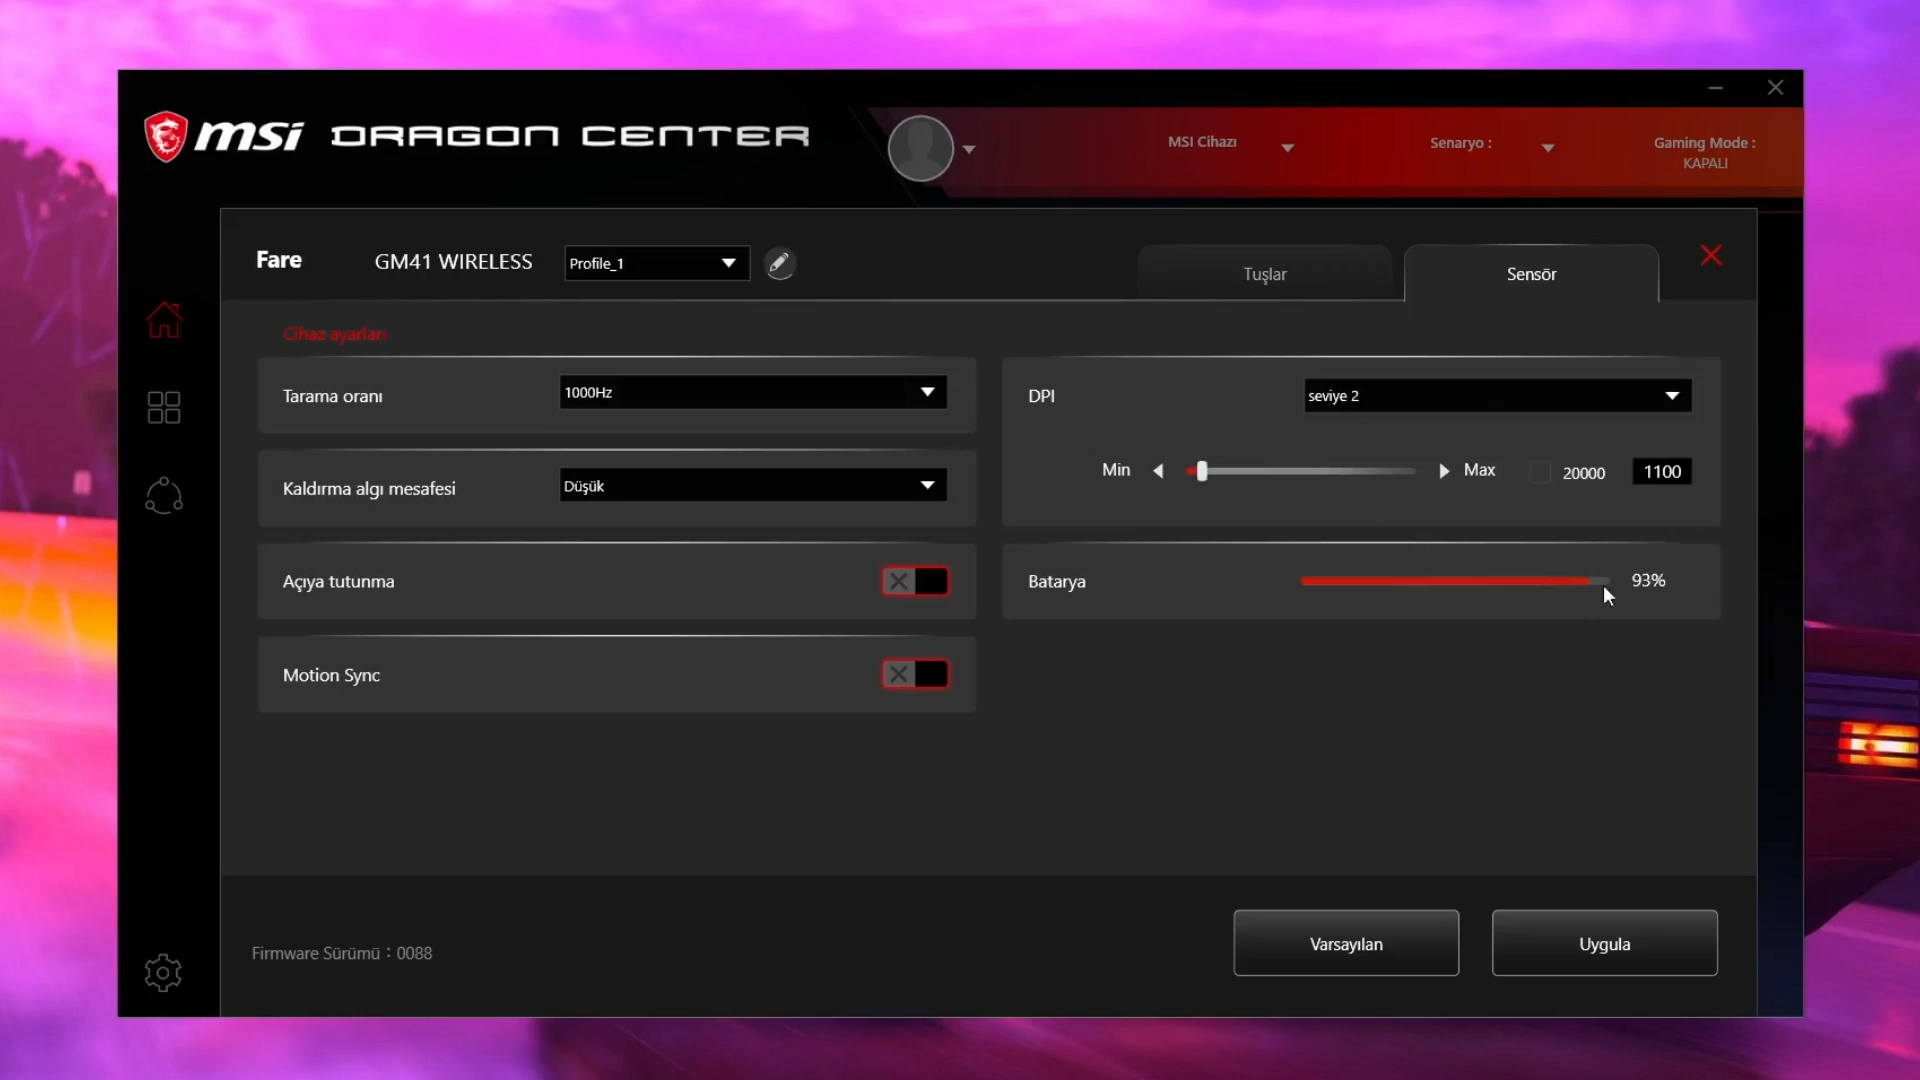 msi DRAGON CENTER
MSI Cihazı
Senaryo :
Gaming Mode :
KAPALI
Fare
GM41 WIRELESS
Profile_1
Tuşlar
Sensör
Cihaz ayarları
Tarama oranı
1000Hz
DPI
seviye 2
Min
Max
20000
1100
Kaldırma algı mesafesi
Düşük
Açıya tutunma
Batarya
93%
Motion Sync
Firmware Sürümü : 0088
Varsayılan
Uygula